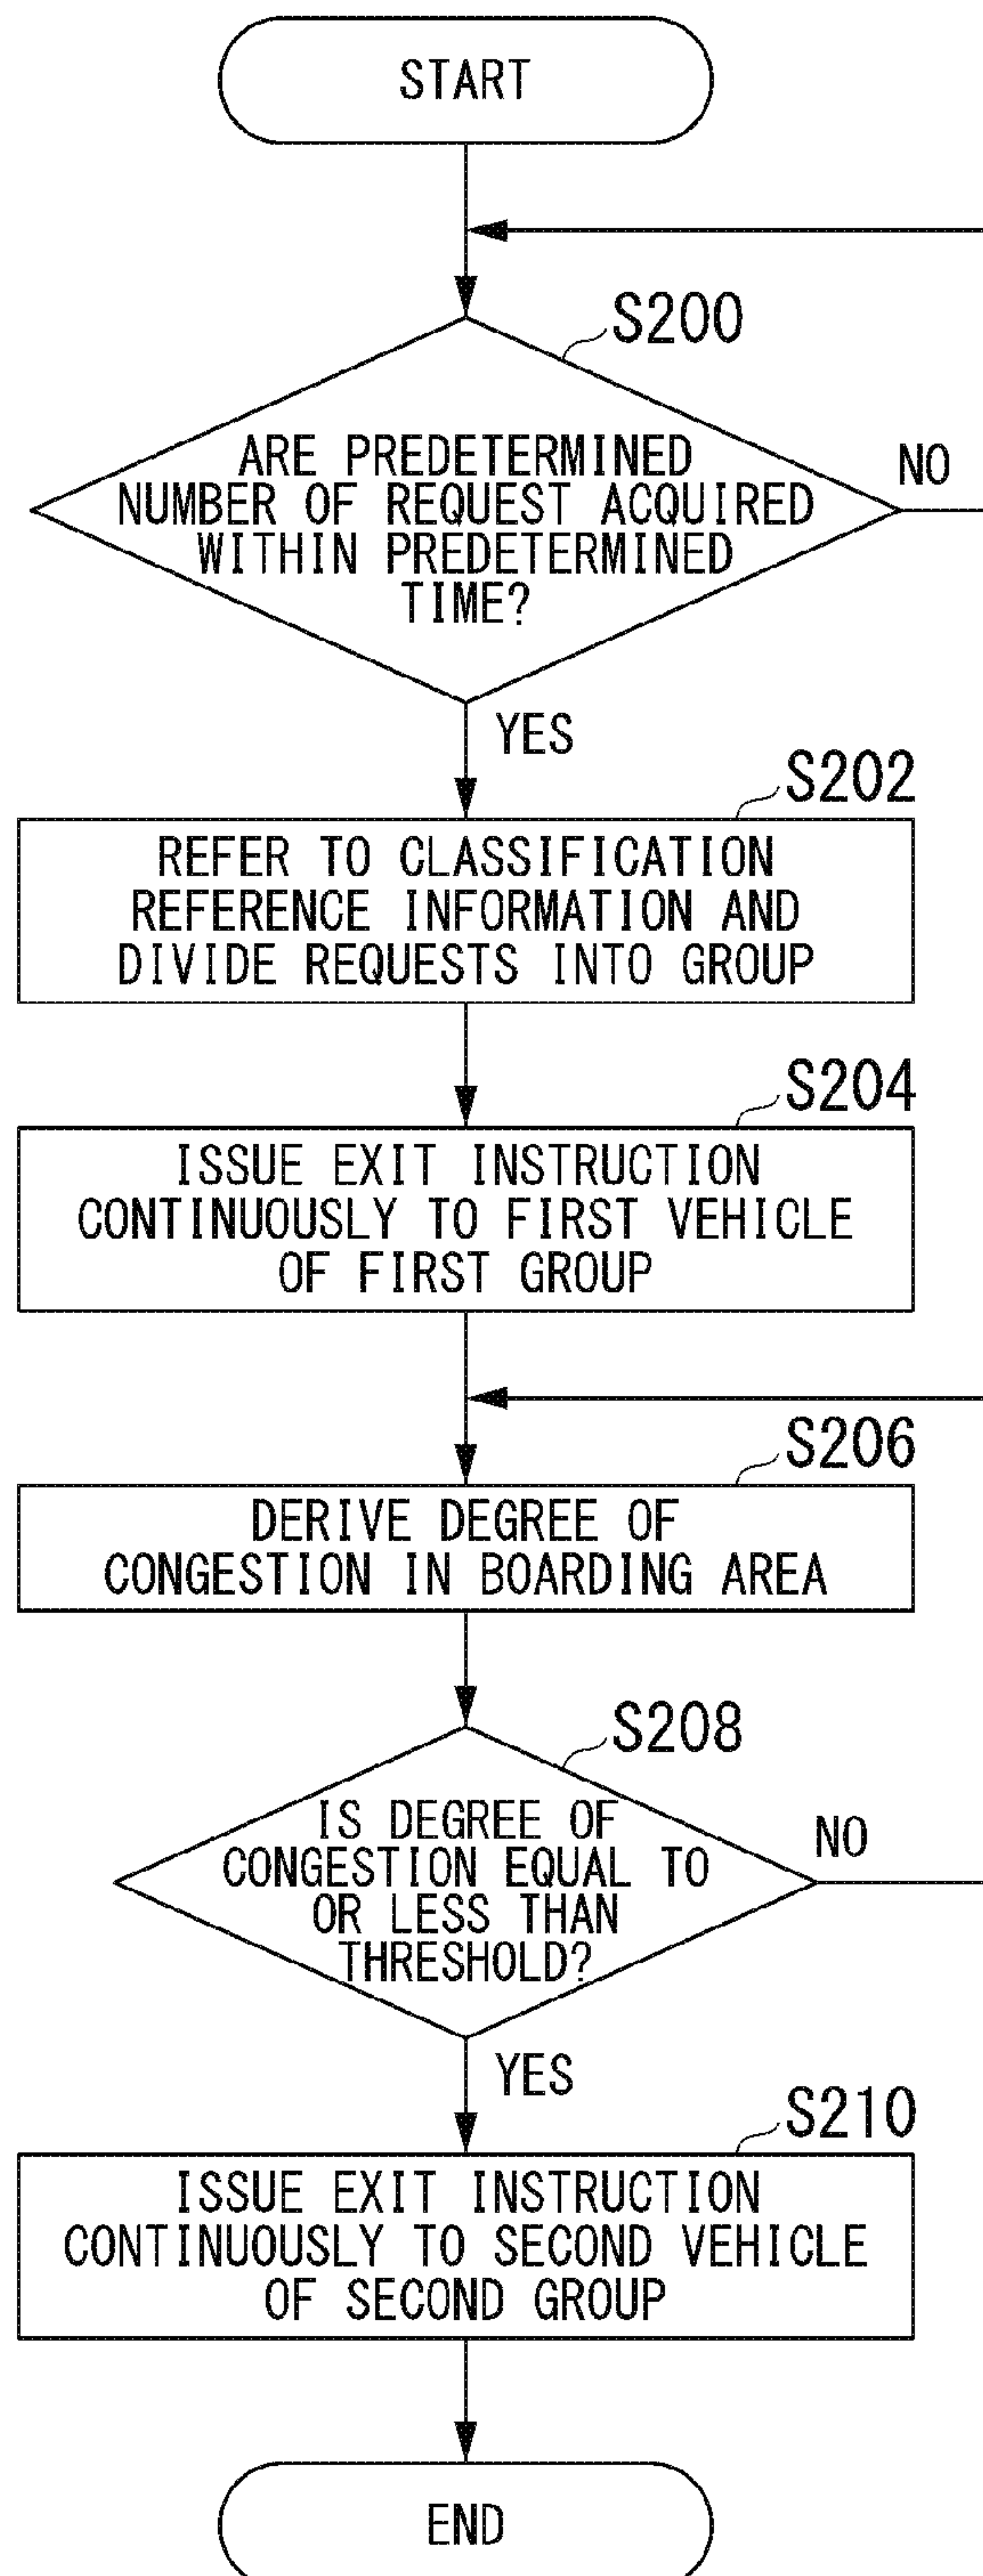 START
S200
ARE PREDETERMINED
NUMBER OF REQUEST ACQUIRED
WITHIN PREDETERMINED
TIME?
NO
YES
S202
REFER TO CLASSIFICATION
REFERENCE INFORMATION AND
DIVIDE REQUESTS INTO GROUP
S204
ISSUE EXIT INSTRUCTION
CONTINUOUSLY TO FIRST VEHICLE
OF FIRST GROUP
S206
DERIVE DEGREE OF
CONGESTION IN BOARDING AREA
S208
IS DEGREE OF
CONGESTION EQUAL TO
OR LESS THAN
THRESHOLD?
NO
YES
S210
ISSUE EXIT INSTRUCTION
CONTINUOUSLY TO SECOND VEHICLE
OF SECOND GROUP
END